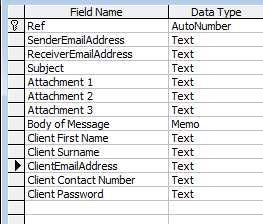 Field Name Data Type
Ref AutoNumber
SenderEmailAddress Text
ReceiverEmailAddress Text
Subject Text
Attachment 1 Text
Attachment 2 Text
Attachment 3 Text
Body of Message Memo
Client First Name Text
Client Surname Text
ClientEmailAddress Text
Client Contact Number Text
Client Password Text